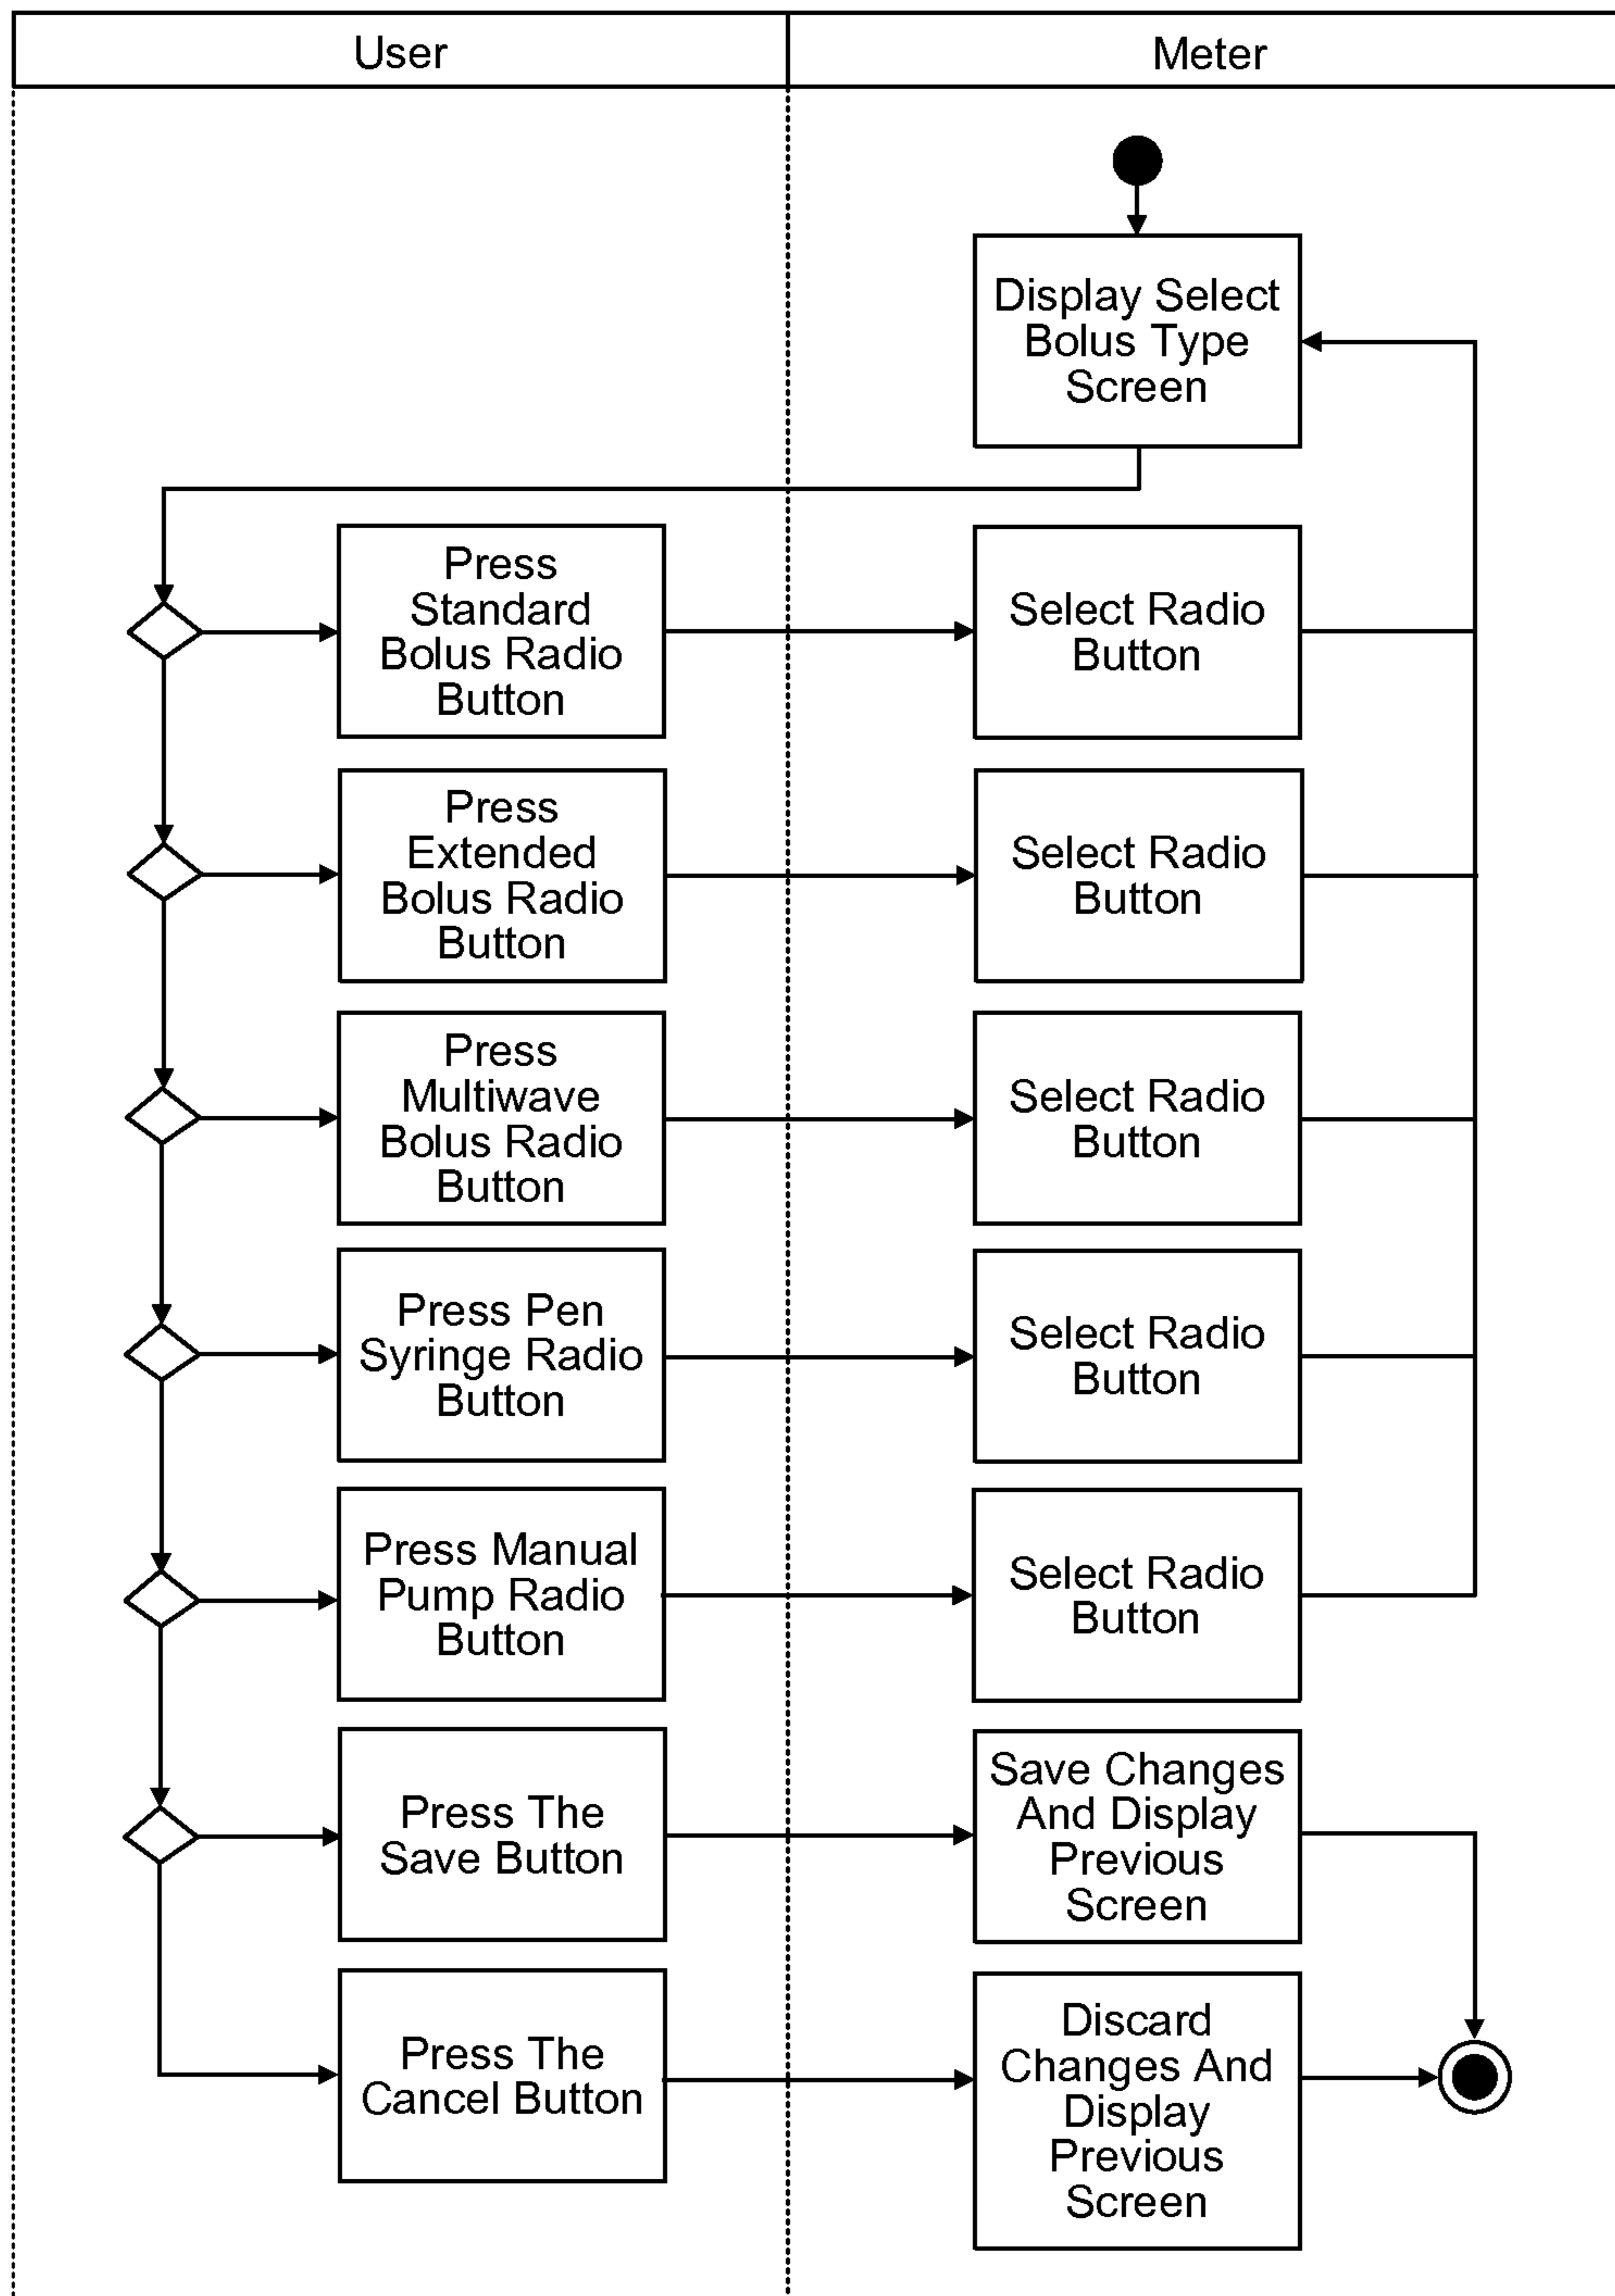 User
Meter
Display Select
Bolus Type
Screen
Press
Standard
Bolus Radio
Button
Select Radio
Button
Press
Extended
Bolus Radio
Button
Select Radio
Button
Press
Multiwave
Bolus Radio
Button
Select Radio
Button
Press Pen
Syringe Radio
Button
Select Radio
Button
Press Manual
Pump Radio
Button
Select Radio
Button
Press The
Save Button
Save Changes
And Display
Previous
Screen
Press The
Cancel Button
Discard
Changes And
Display
Previous
Screen